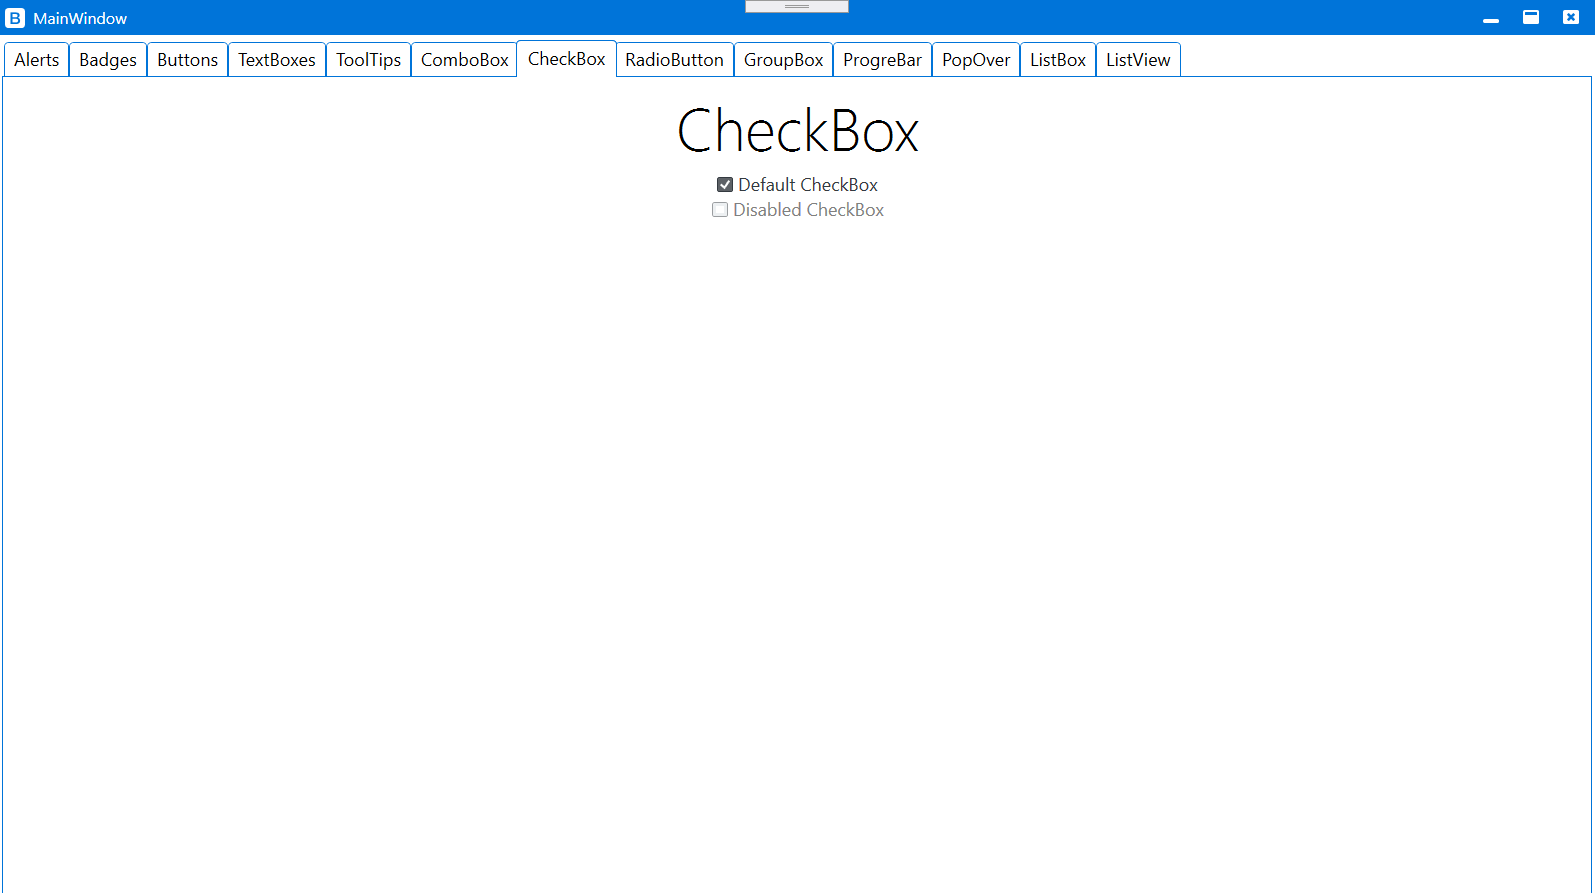 B MainWindow
Alerts Badges Buttons TextBoxes ToolTips ComboBox CheckBox RadioButton GroupBox ProgreBar PopOver ListBox ListView
CheckBox
Default CheckBox
Disabled CheckBox